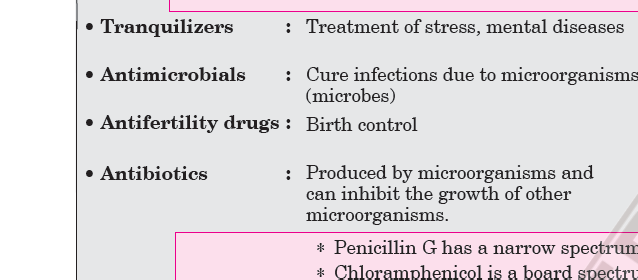 • Tranquilizers : Treatment of stress, mental diseases
• Antimicrobials : Cure infections due to microorganisms
(microbes)
• Antifertility drugs : Birth control
• Antibiotics : Produced by microorganisms and
can inhibit the growth of other
microorganisms.
* Penicillin G has a narrow spectrum
* Chloramphenicol is a board spectru